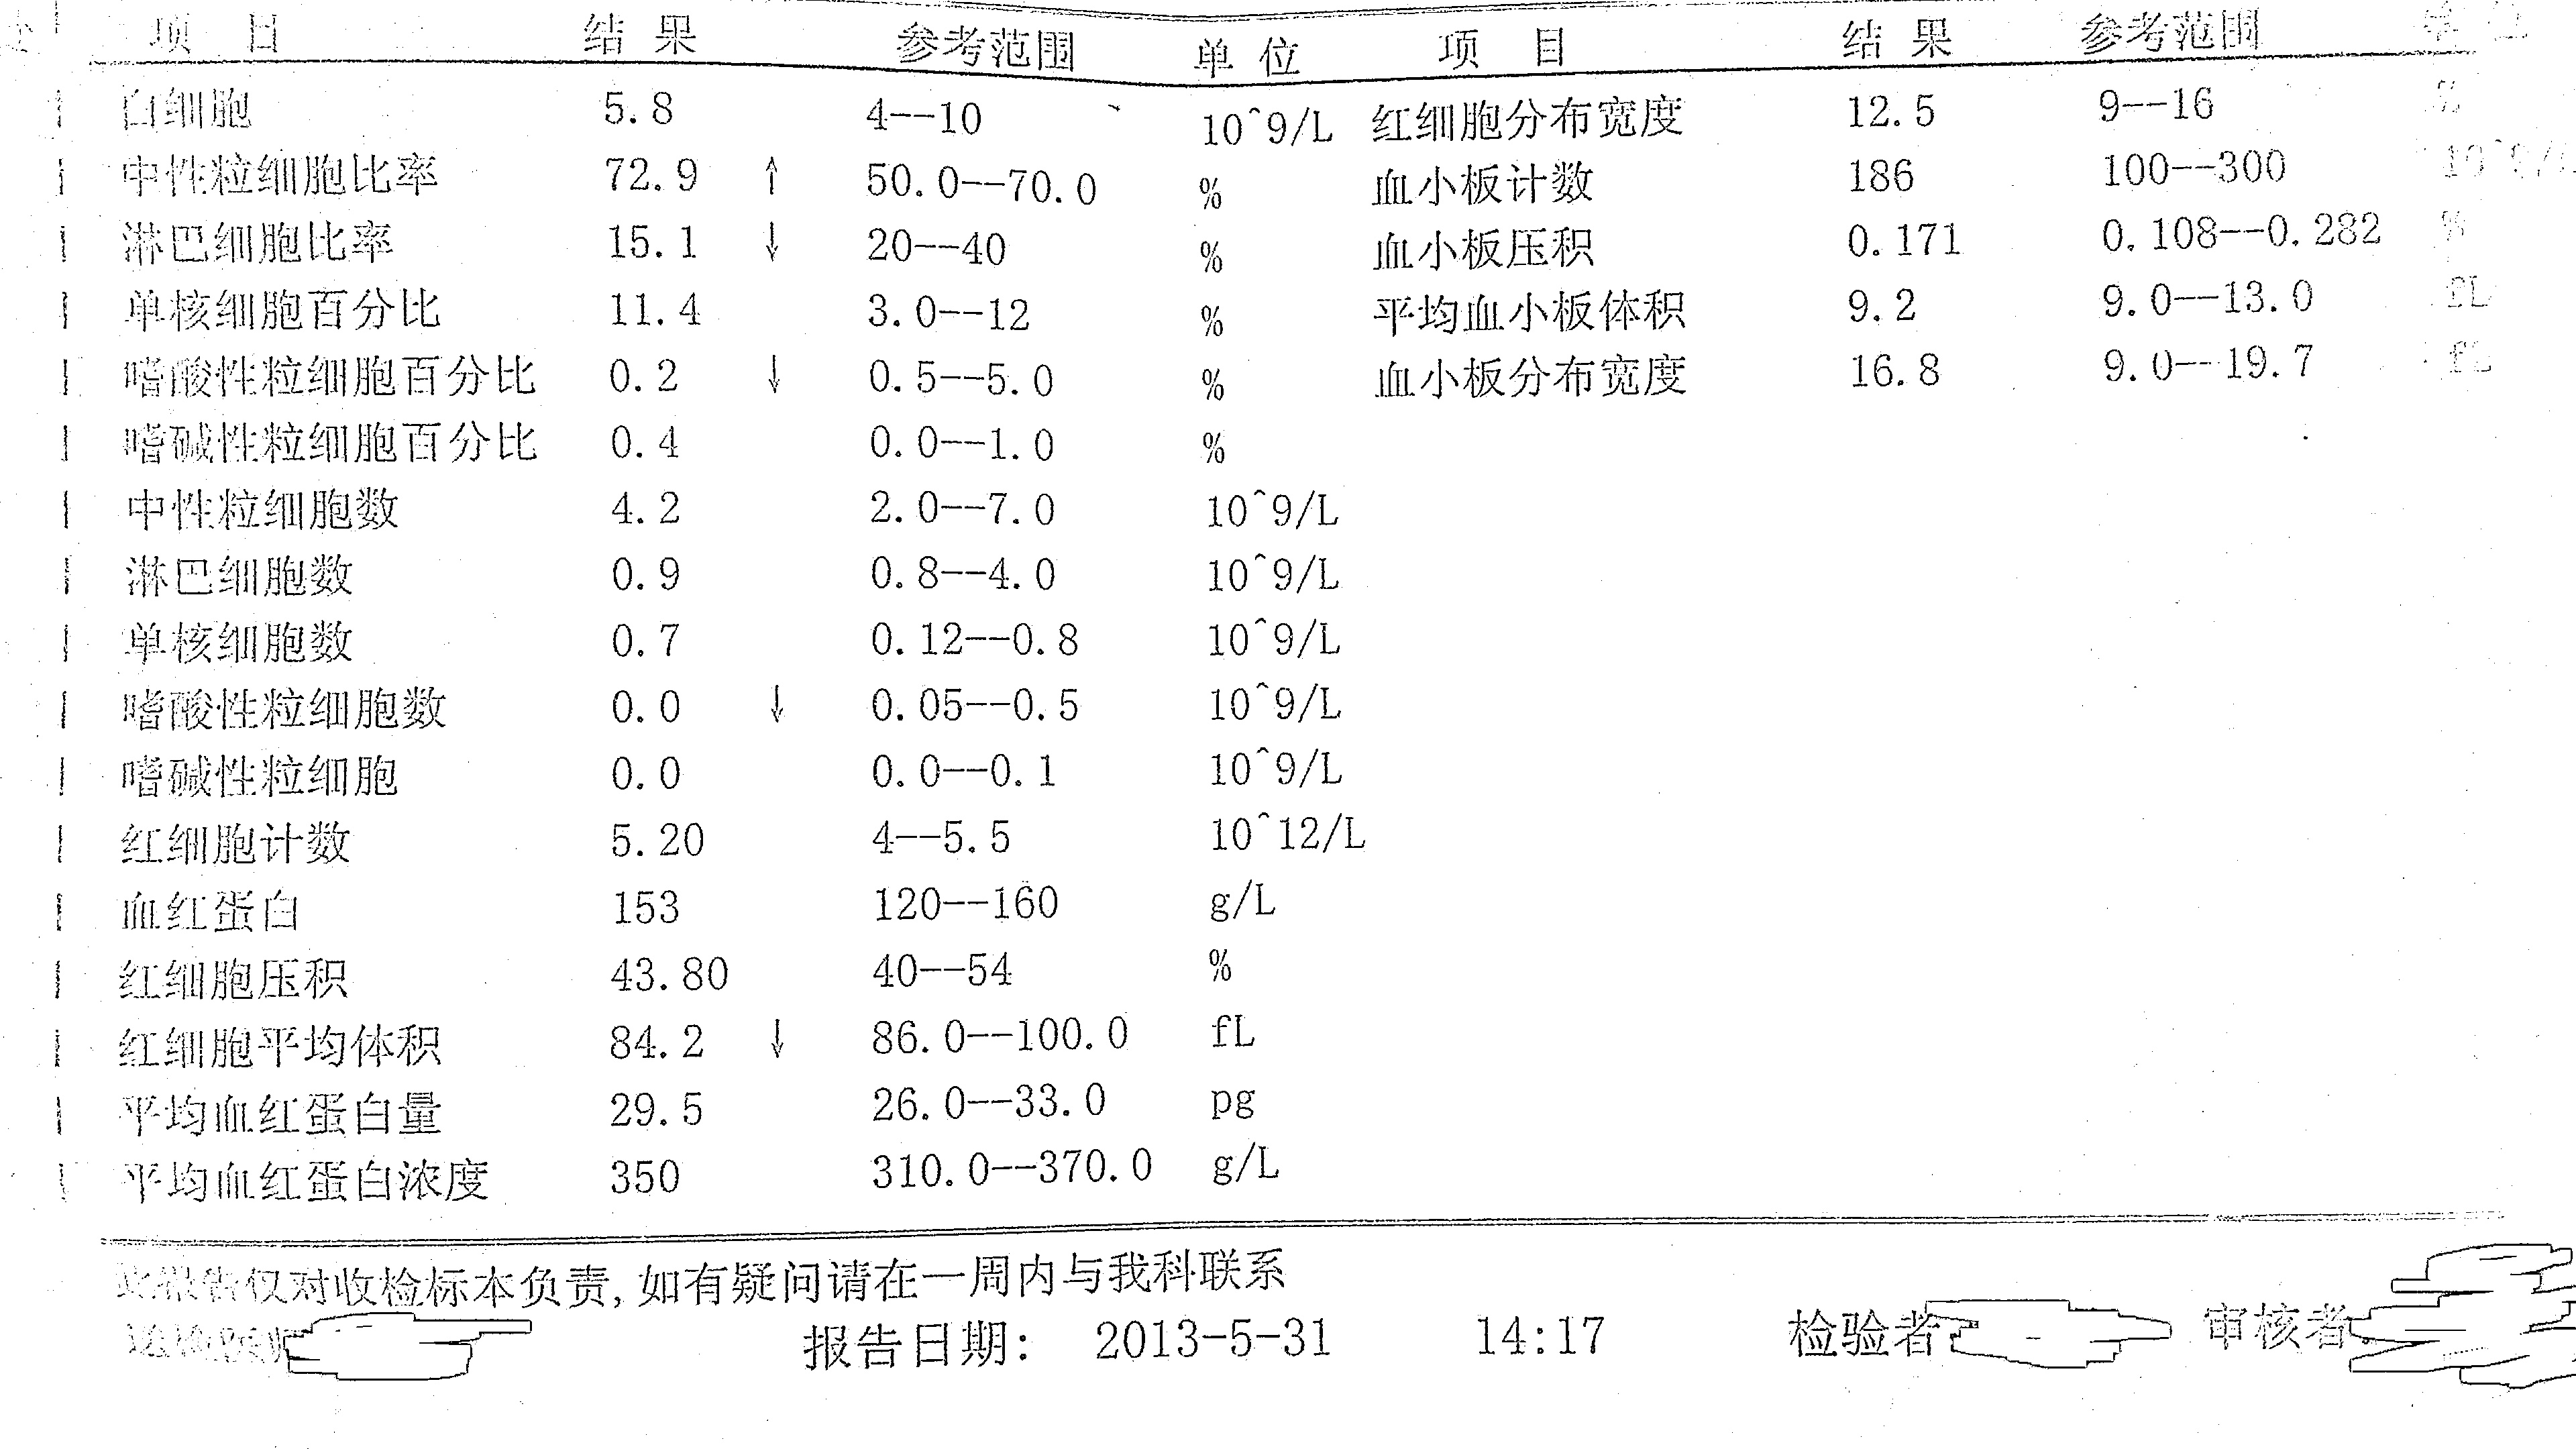 项 目 结 果 参考范围 单 位 项 目 结 果 参考范围 单 位
白细胞 5.8 4--10 10^9/L 红细胞分布宽度 12.5 9--16 %
中性粒细胞比率 72.9 ↑ 50.0--70.0 % 血小板计数 186 100--300
淋巴细胞比率 15.1 ↓ 20--40 % 血小板压积 0.171 0.108--0.282 %
单核细胞百分比 11.4 3.0--12 % 平均血小板体积 9.2 9.0--13.0 fL
嗜酸性粒细胞百分比 0.2 ↓ 0.5--5.0 % 血小板分布宽度 16.8 9.0--19.7 fL
嗜碱性粒细胞百分比 0.4 0.0--1.0 %
中性粒细胞数 4.2 2.0--7.0 10^9/L
淋巴细胞数 0.9 0.8--4.0 10^9/L
单核细胞数 0.7 0.12--0.8 10^9/L
嗜酸性粒细胞数 0.0 ↓ 0.05--0.5 10^9/L
嗜碱性粒细胞 0.0 0.0--0.1 10^9/L
红细胞计数 5.20 4--5.5 10^12/L
血红蛋白 153 120--160 g/L
红细胞压积 43.80 40--54 %
红细胞平均体积 84.2 ↓ 86.0--100.0 fL
平均血红蛋白量 29.5 26.0--33.0 pg
平均血红蛋白浓度 350 310.0--370.0 g/L
此报告仅对收检标本负责,如有疑问请在一周内与我科联系
报告日期: 2013-5-31 14:17 检验者 审核者